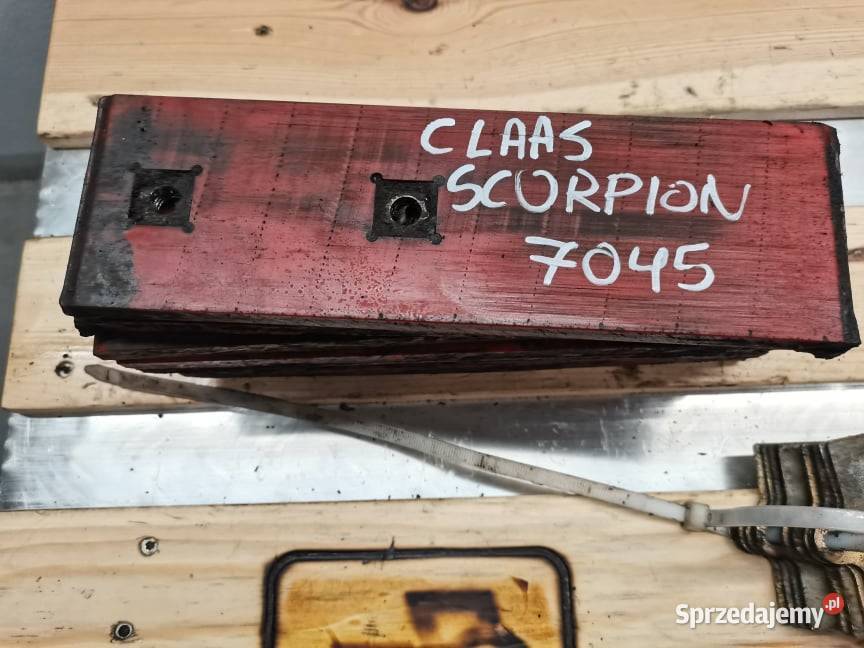 CLAAS
SCORPION
7045
Sprzedajemy.pl